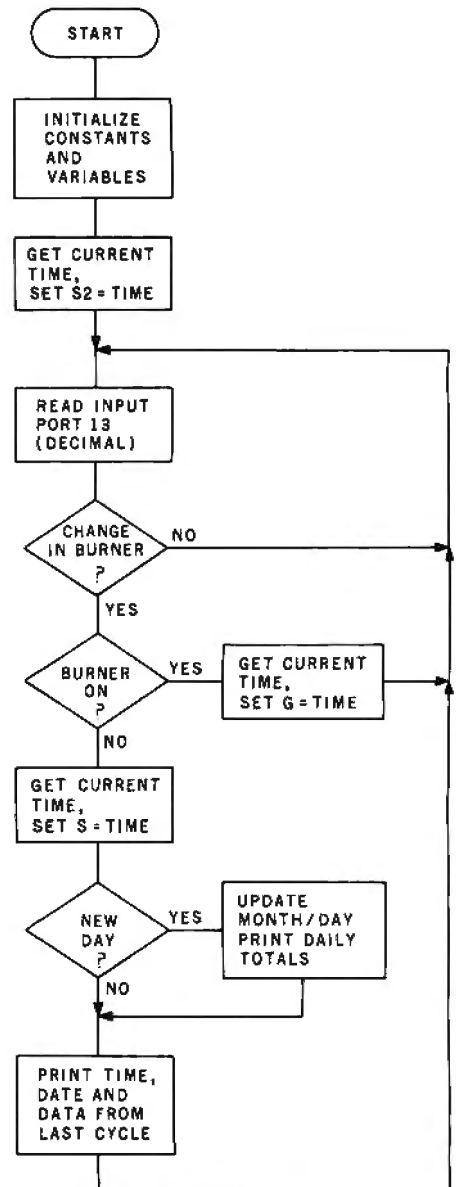 START
INITIALIZE
CONSTANTS
AND
VARIABLES
GET CURRENT
TIME,
SET S2 = TIME
READ INPUT
PORT 13
(DECIMAL)
CHANGE
IN BURNER
?
NO
YES
BURNER
ON
?
YES
GET CURRENT
TIME,
SET G = TIME
NO
GET CURRENT
TIME,
SET S = TIME
NEW
DAY
?
YES
UPDATE
MONTH/DAY
PRINT DAILY
TOTALS
NO
PRINT TIME,
DATE AND
DATA FROM
LAST CYCLE